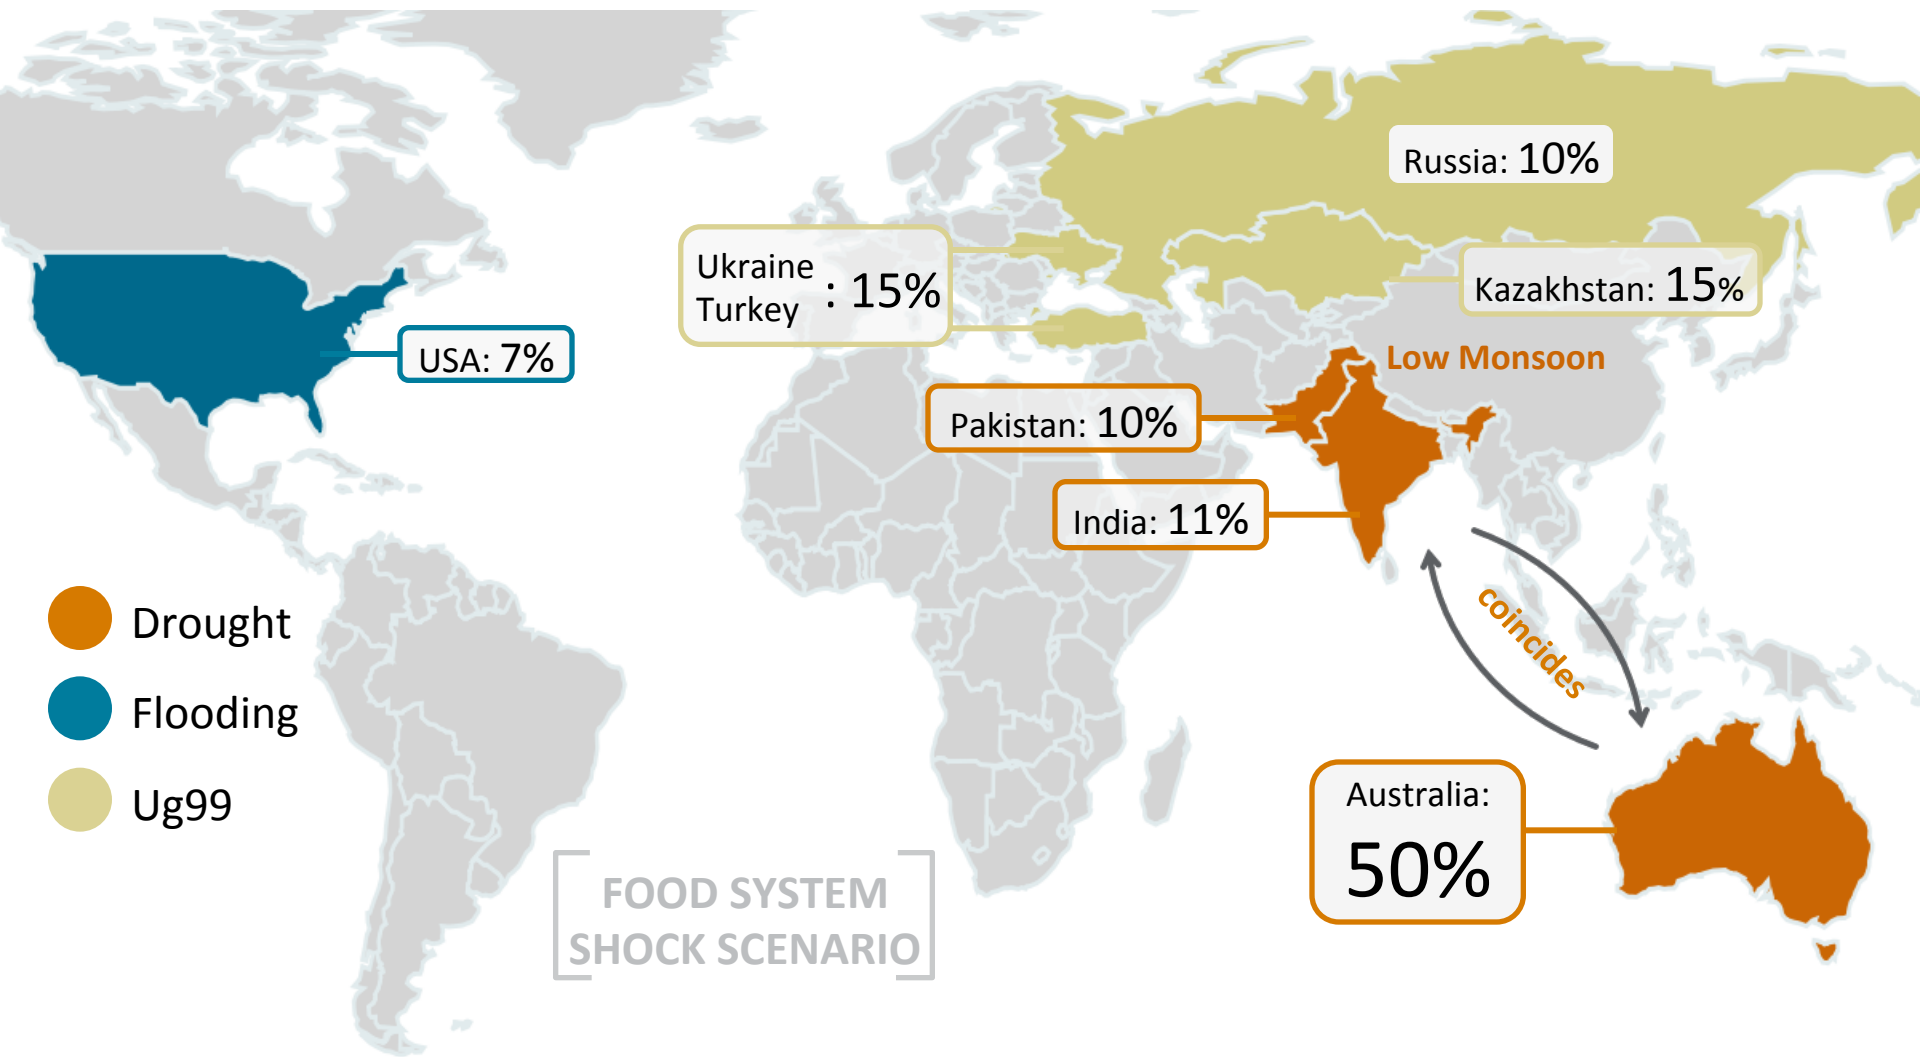 Russia: 10%
Ukraine
Turkey : 15%
Kazakhstan: 15%
USA: 7%
Low Monsoon
Pakistan: 10%
India: 11%
coincides
Drought
Flooding
Ug99
Australia:
50%
FOOD SYSTEM
SHOCK SCENARIO